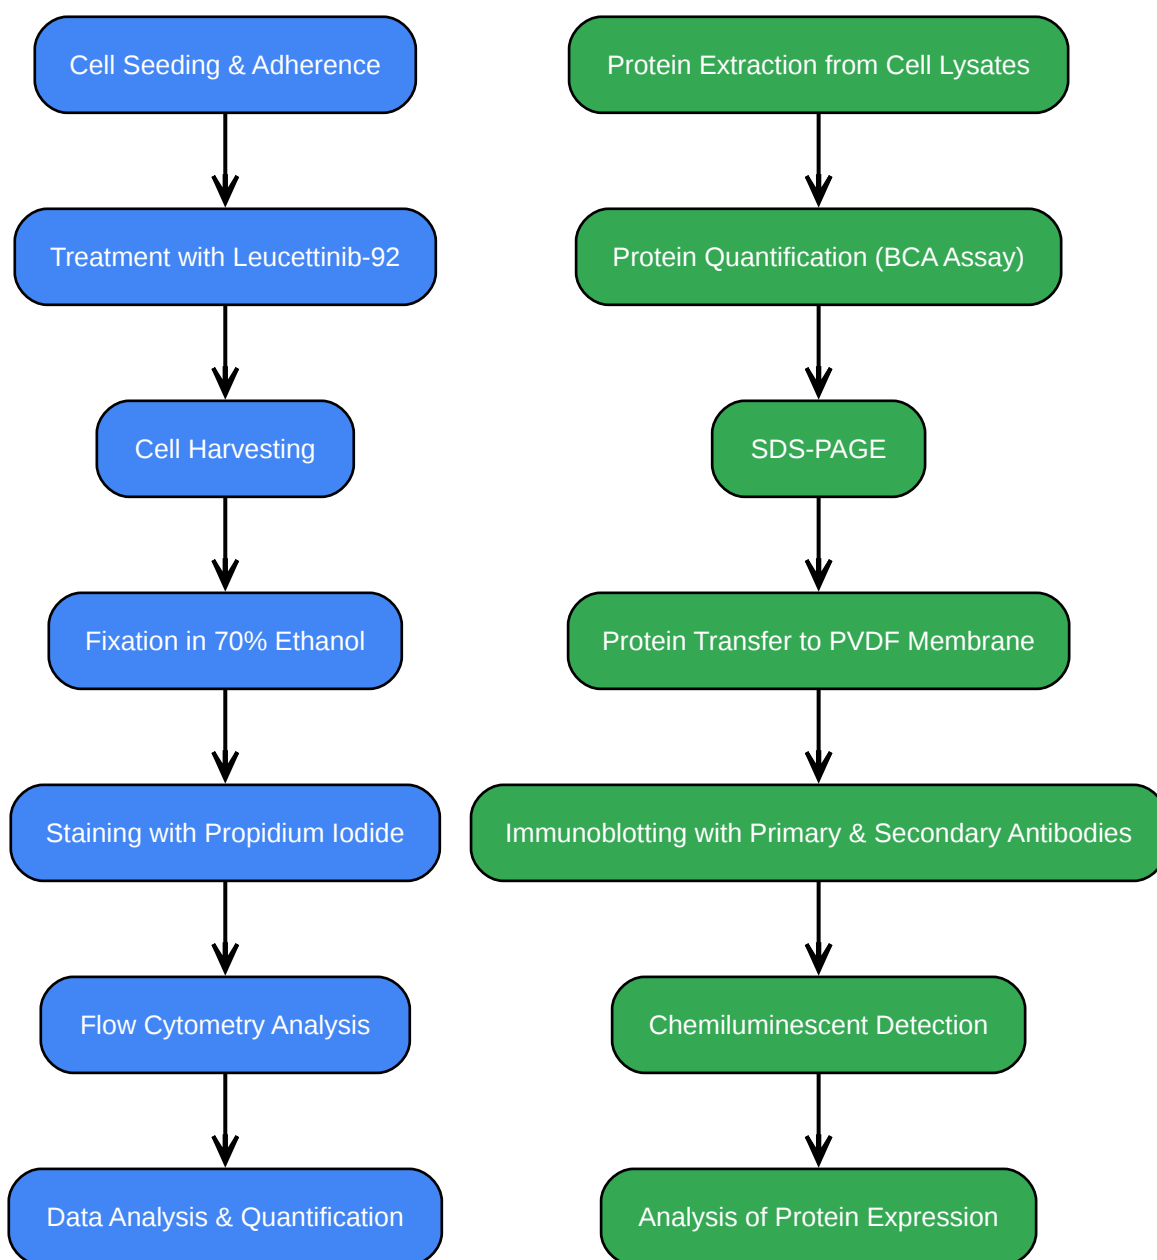 Cell Seeding & Adherence
Treatment with Leucettinib-92
Cell Harvesting
Fixation in 70% Ethanol
Staining with Propidium Iodide
Flow Cytometry Analysis
Data Analysis & Quantification
Protein Extraction from Cell Lysates
Protein Quantification (BCA Assay)
SDS-PAGE
Protein Transfer to PVDF Membrane
Immunoblotting with Primary & Secondary Antibodies
Chemiluminescent Detection
Analysis of Protein Expression